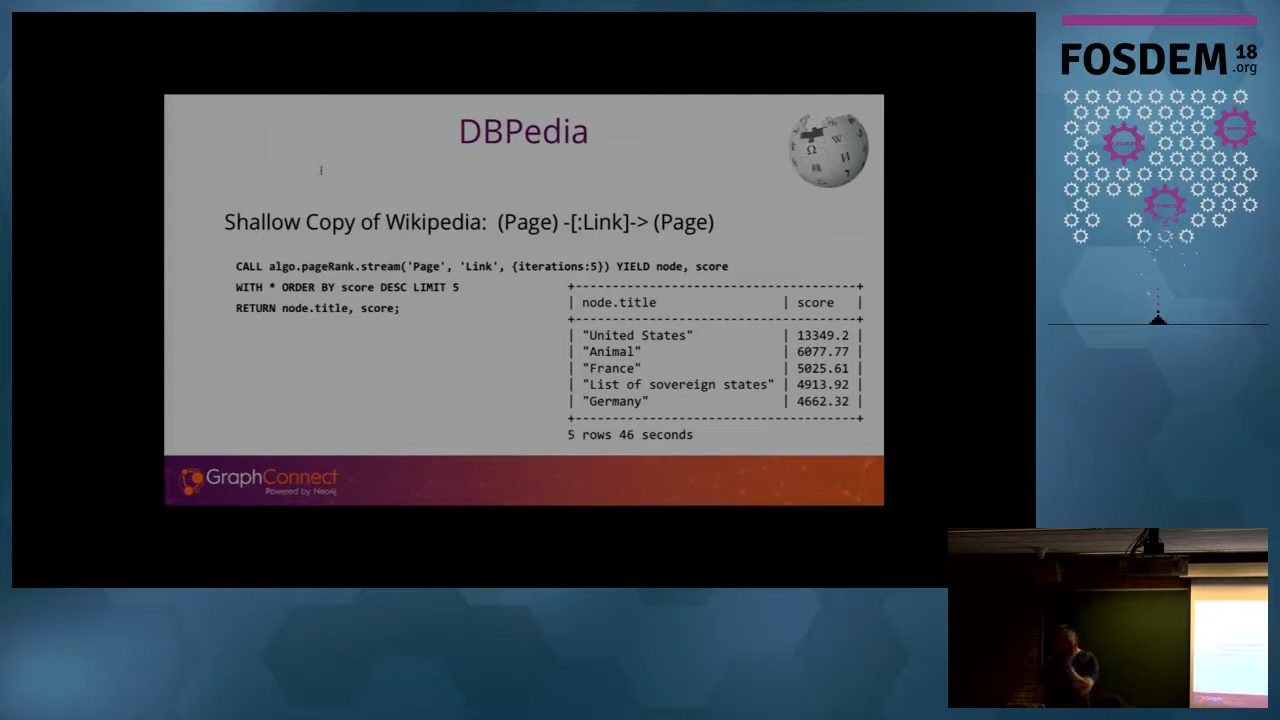 DBPedia
Shallow Copy of Wikipedia: (Page) -[:Link]-> (Page)
CALL algo.pageRank.stream('Page', 'Link', {iterations:5}) YIELD node, score
WITH * ORDER BY score DESC LIMIT 5
RETURN node.title, score;
+-----------------------------------+
| node.title | score |
+-----------------------------------+
| "United States" | 13349.2 |
| "Animal" | 6077.77 |
| "France" | 5025.61 |
| "List of sovereign states" | 4913.92 |
| "Germany" | 4662.32 |
+-----------------------------------+
5 rows 46 seconds
GraphConnect
Powered by Neo4j
FOSDEM 18
.org